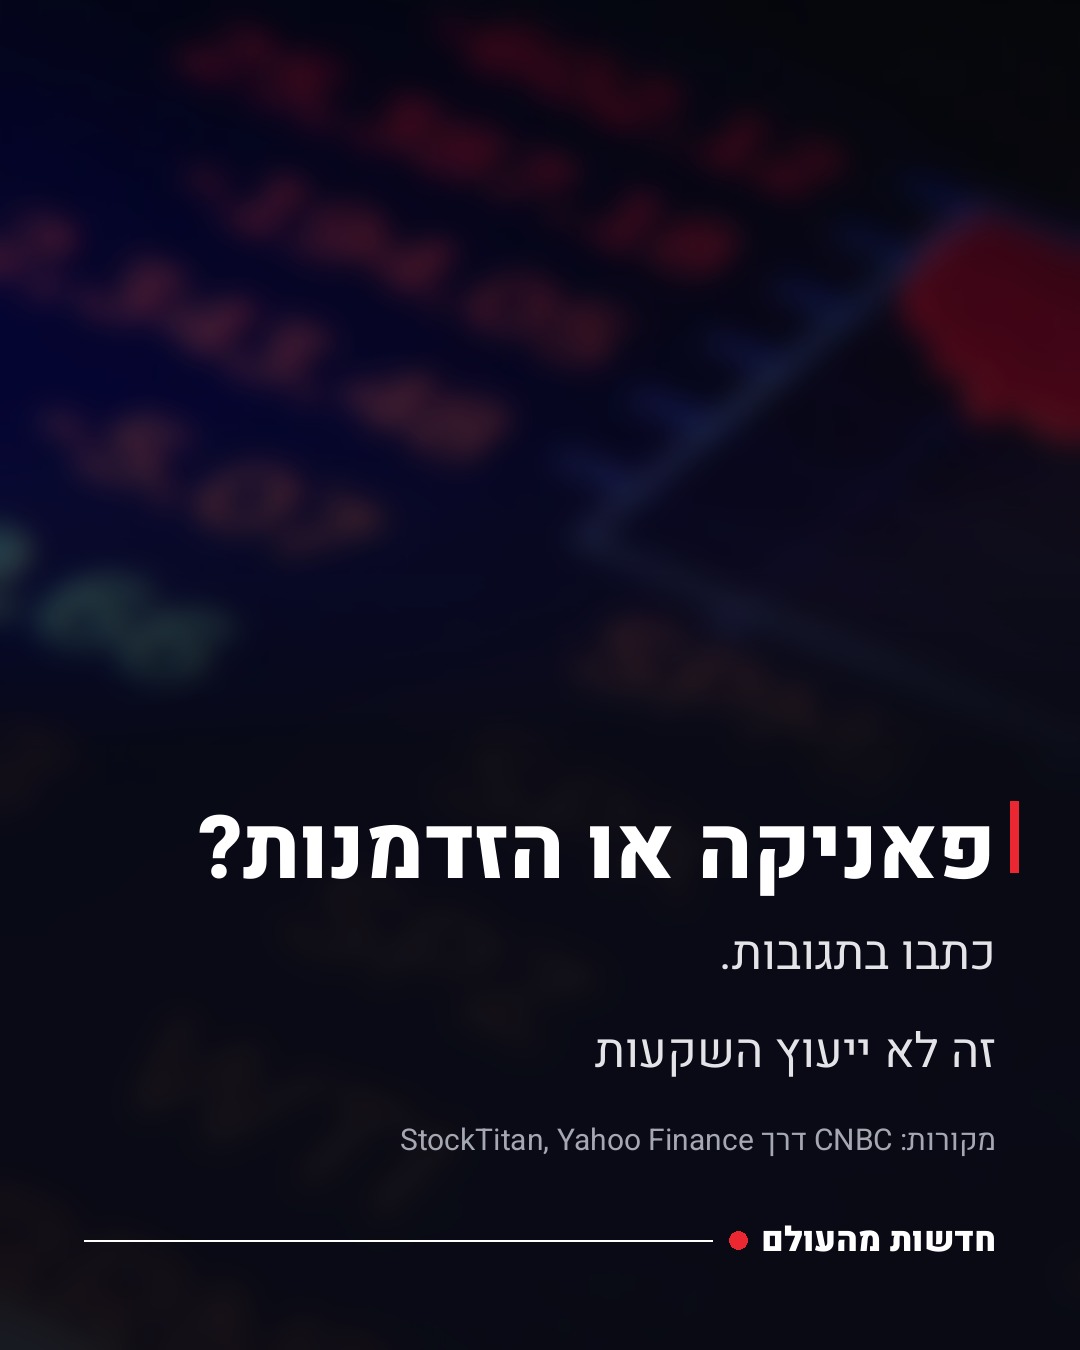 פאניקה או הזדמנות?
כתבו בתגובות.
זה לא ייעוץ השקעות
מקורות: CNBC דרך StockTitan, Yahoo Finance
חדשות מהעולם